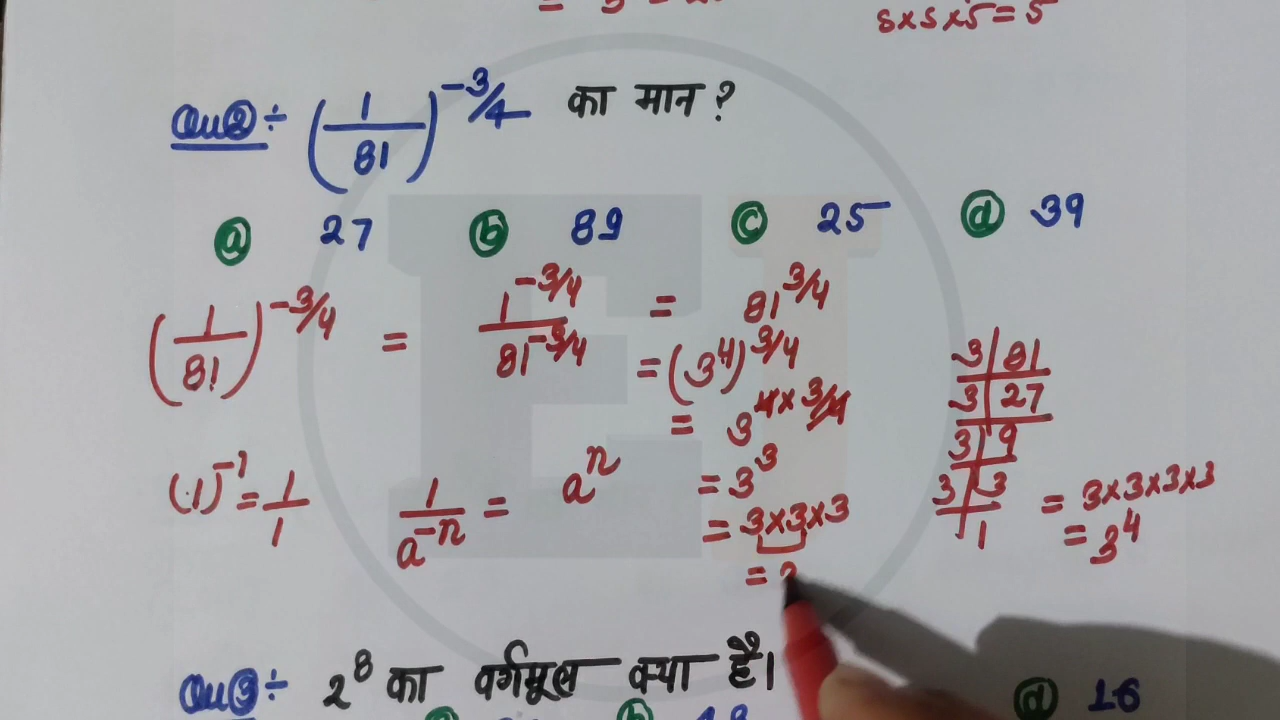 5×5×5=5
Qu② ÷ (1/81)^-3/4 का मान ?
ⓐ 27 ⓑ 89 ⓒ 25 ⓓ 39
(1/81)^-3/4 = 1^-3/4 / 81^-3/4 = 81^3/4
= (3^4)^3/4
= 3^4×3/4
= 3^3
= 3×3×3
(1)^-1 = 1/1
1/a^-n = a^n
3|81
3|27
3|9
3|3
1
= 3×3×3×3
= 3^4
Qu③ ÷ 2^8 का वर्गमूल क्या है।
ⓓ 16